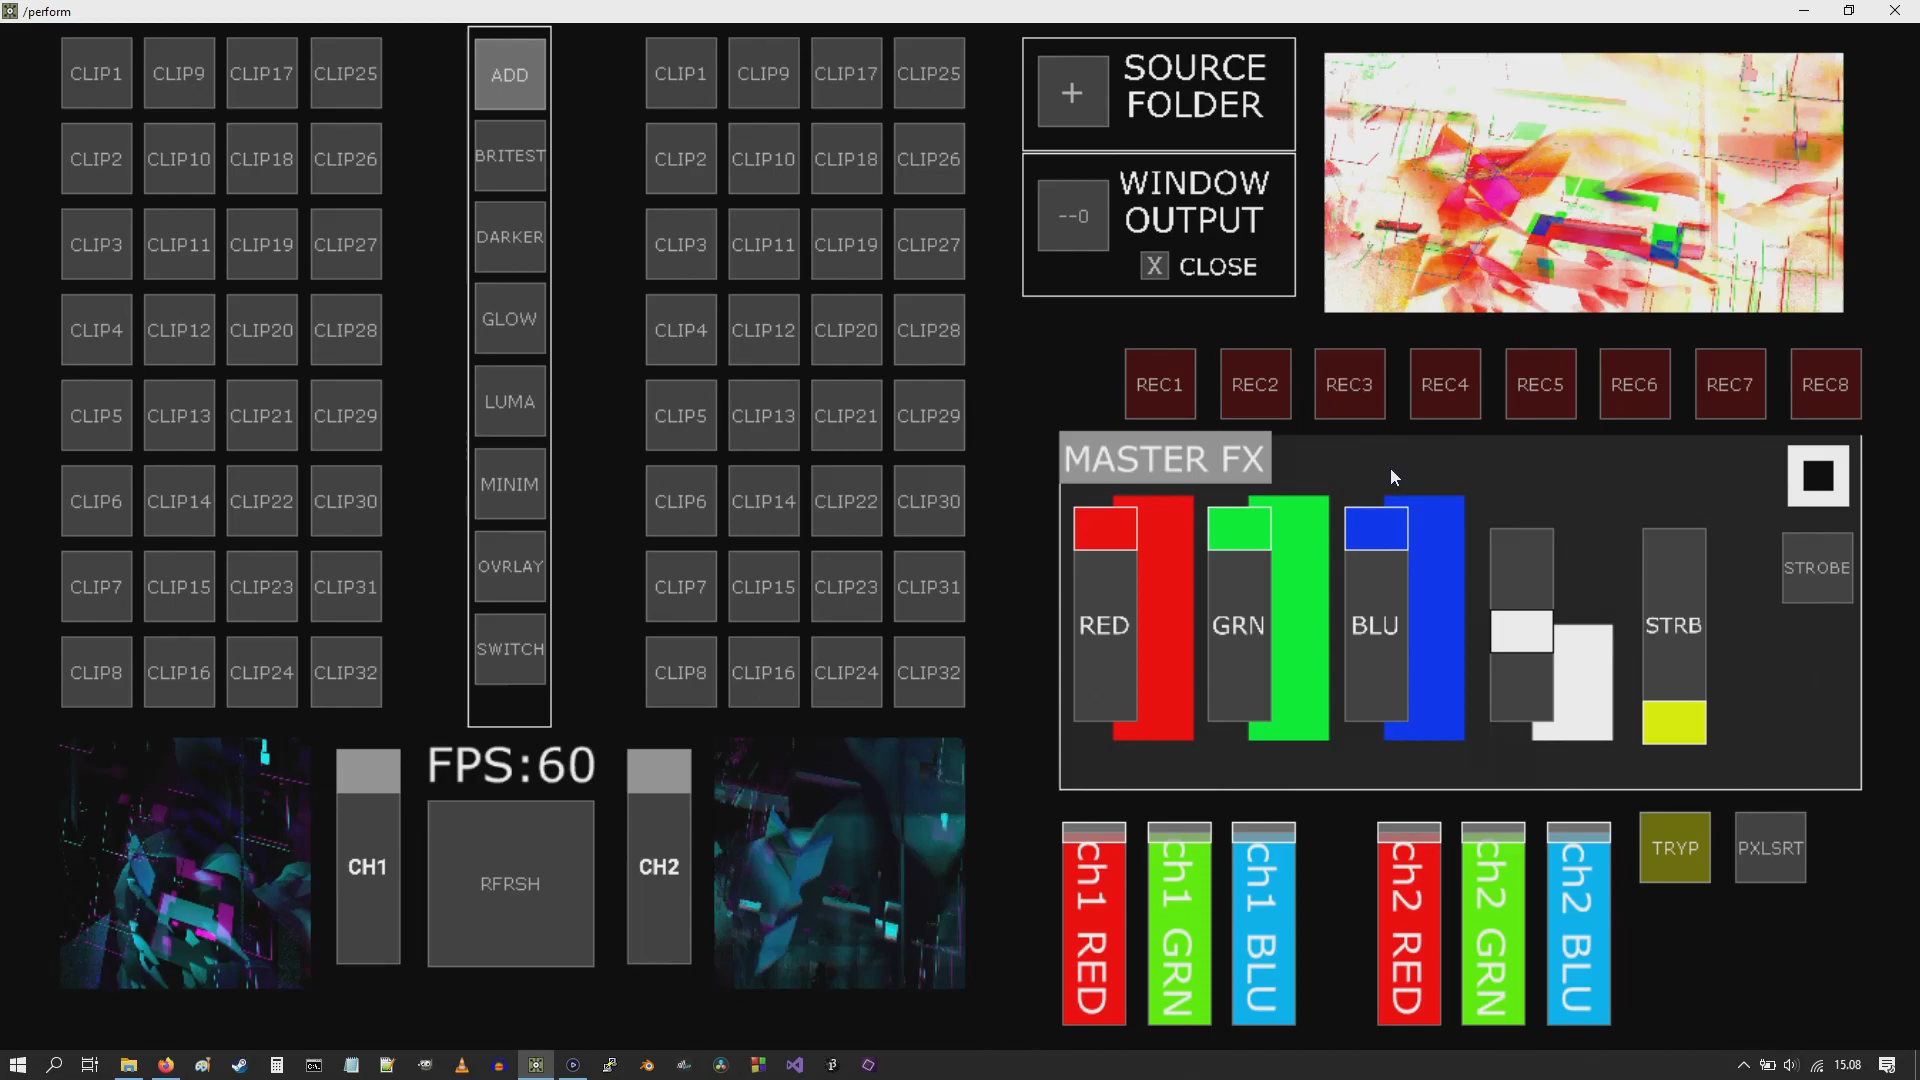 /perform
CLIP1 CLIP9 CLIP17 CLIP25
CLIP2 CLIP10 CLIP18 CLIP26
CLIP3 CLIP11 CLIP19 CLIP27
CLIP4 CLIP12 CLIP20 CLIP28
CLIP5 CLIP13 CLIP21 CLIP29
CLIP6 CLIP14 CLIP22 CLIP30
CLIP7 CLIP15 CLIP23 CLIP31
CLIP8 CLIP16 CLIP24 CLIP32
ADD
BRITEST
DARKER
GLOW
LUMA
MINIM
OVRLAY
SWITCH
CLIP1 CLIP9 CLIP17 CLIP25
CLIP2 CLIP10 CLIP18 CLIP26
CLIP3 CLIP11 CLIP19 CLIP27
CLIP4 CLIP12 CLIP20 CLIP28
CLIP5 CLIP13 CLIP21 CLIP29
CLIP6 CLIP14 CLIP22 CLIP30
CLIP7 CLIP15 CLIP23 CLIP31
CLIP8 CLIP16 CLIP24 CLIP32
CH1
FPS:60
RFRSH
CH2
+
SOURCE
FOLDER
--0
WINDOW
OUTPUT
X CLOSE
REC1 REC2 REC3 REC4 REC5 REC6 REC7 REC8
MASTER FX
STROBE
RED GRN BLU STRB
ch1 RED
ch1 GRN
ch1 BLU
ch2 RED
ch2 GRN
ch2 BLU
TRYP PXLSRT
15.08